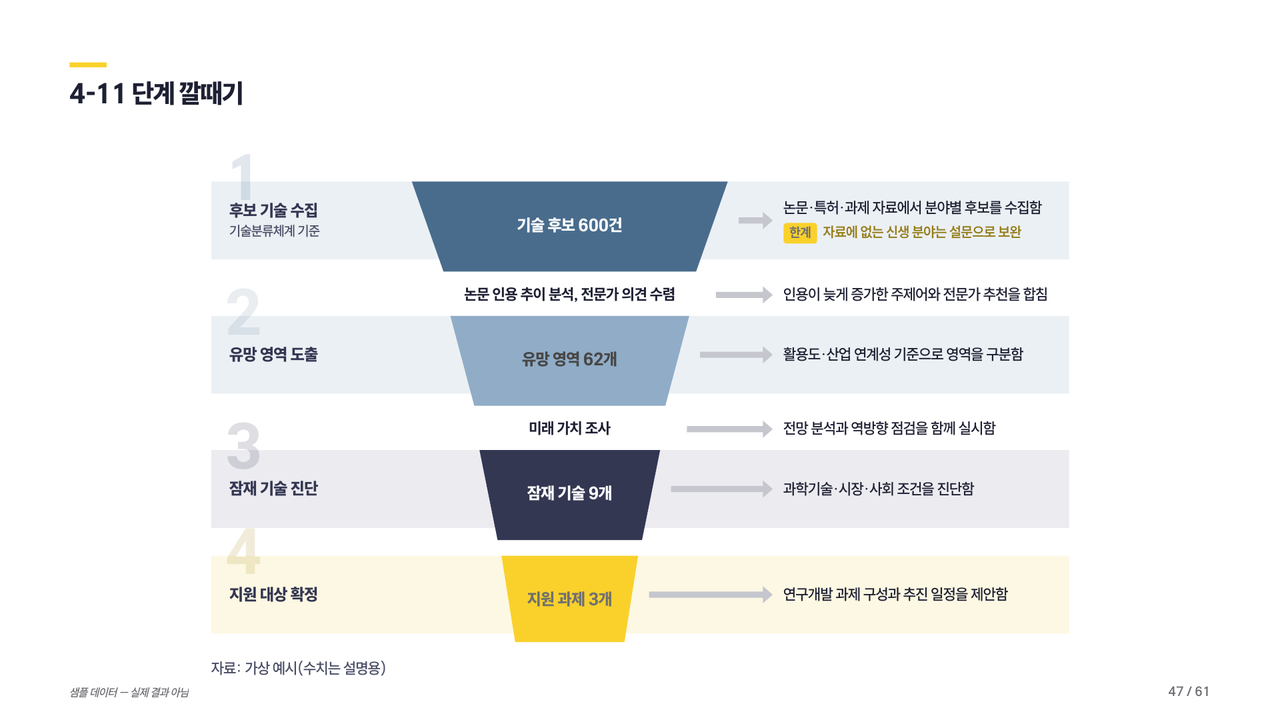 4-11 단계 깔때기
1
후보 기술 수집
기술분류체계 기준
기술 후보 600건
논문·특허·과제 자료에서 분야별 후보를 수집함
한계 자료에 없는 신생 분야는 설문으로 보완
논문 인용 추이 분석, 전문가 의견 수렴
인용이 늦게 증가한 주제어와 전문가 추천을 합침
2
유망 영역 도출
유망 영역 62개
활용도·산업 연계성 기준으로 영역을 구분함
미래 가치 조사
전망 분석과 역방향 점검을 함께 실시함
3
잠재 기술 진단
잠재 기술 9개
과학기술·시장·사회 조건을 진단함
4
지원 대상 확정
지원 과제 3개
연구개발 과제 구성과 추진 일정을 제안함
자료: 가상 예시(수치는 설명용)
샘플 데이터 — 실제 결과 아님
47 / 61